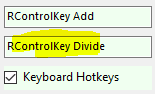 RControlKey Add
RControlKey Divide
Keyboard Hotkeys